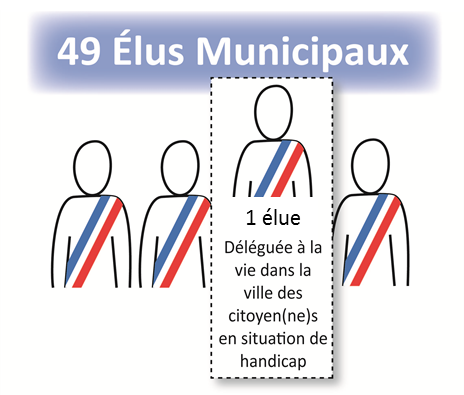 49 Élus Municipaux
1 élue
Déléguée à la
vie dans la
ville des
citoyen(ne)s
en situation de
handicap